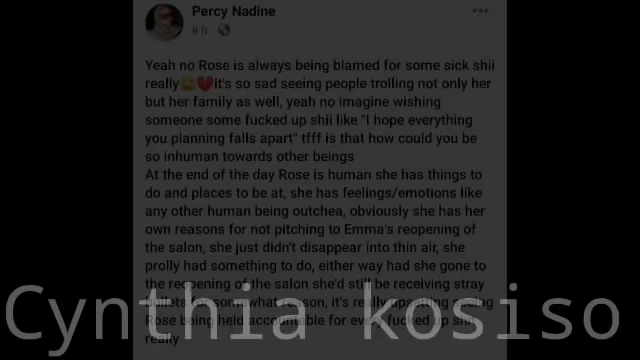 Percy Nadine
8 h
Yeah no Rose is always being blamed for some sick shii
really😢💔it's so sad seeing people trolling not only her
but her family as well, yeah no imagine wishing
someone some fucked up shii like "I hope everything
you planning falls apart" tfff is that how could you be
so inhuman towards other beings
At the end of the day Rose is human she has things to
do and places to be at, she has feelings/emotions like
any other human being outchea, obviously she has her
own reasons for not pitching to Emma's reopening of
the salon, she just didn't disappear into thin air, she
prolly had something to do, either way had she gone to
the reopening of the salon she'd still be receiving stray
bullets for somewhat reason, it's really upsetting seeing
Rose being held accountable for every fucked up shii
really
Cynthia kosiso